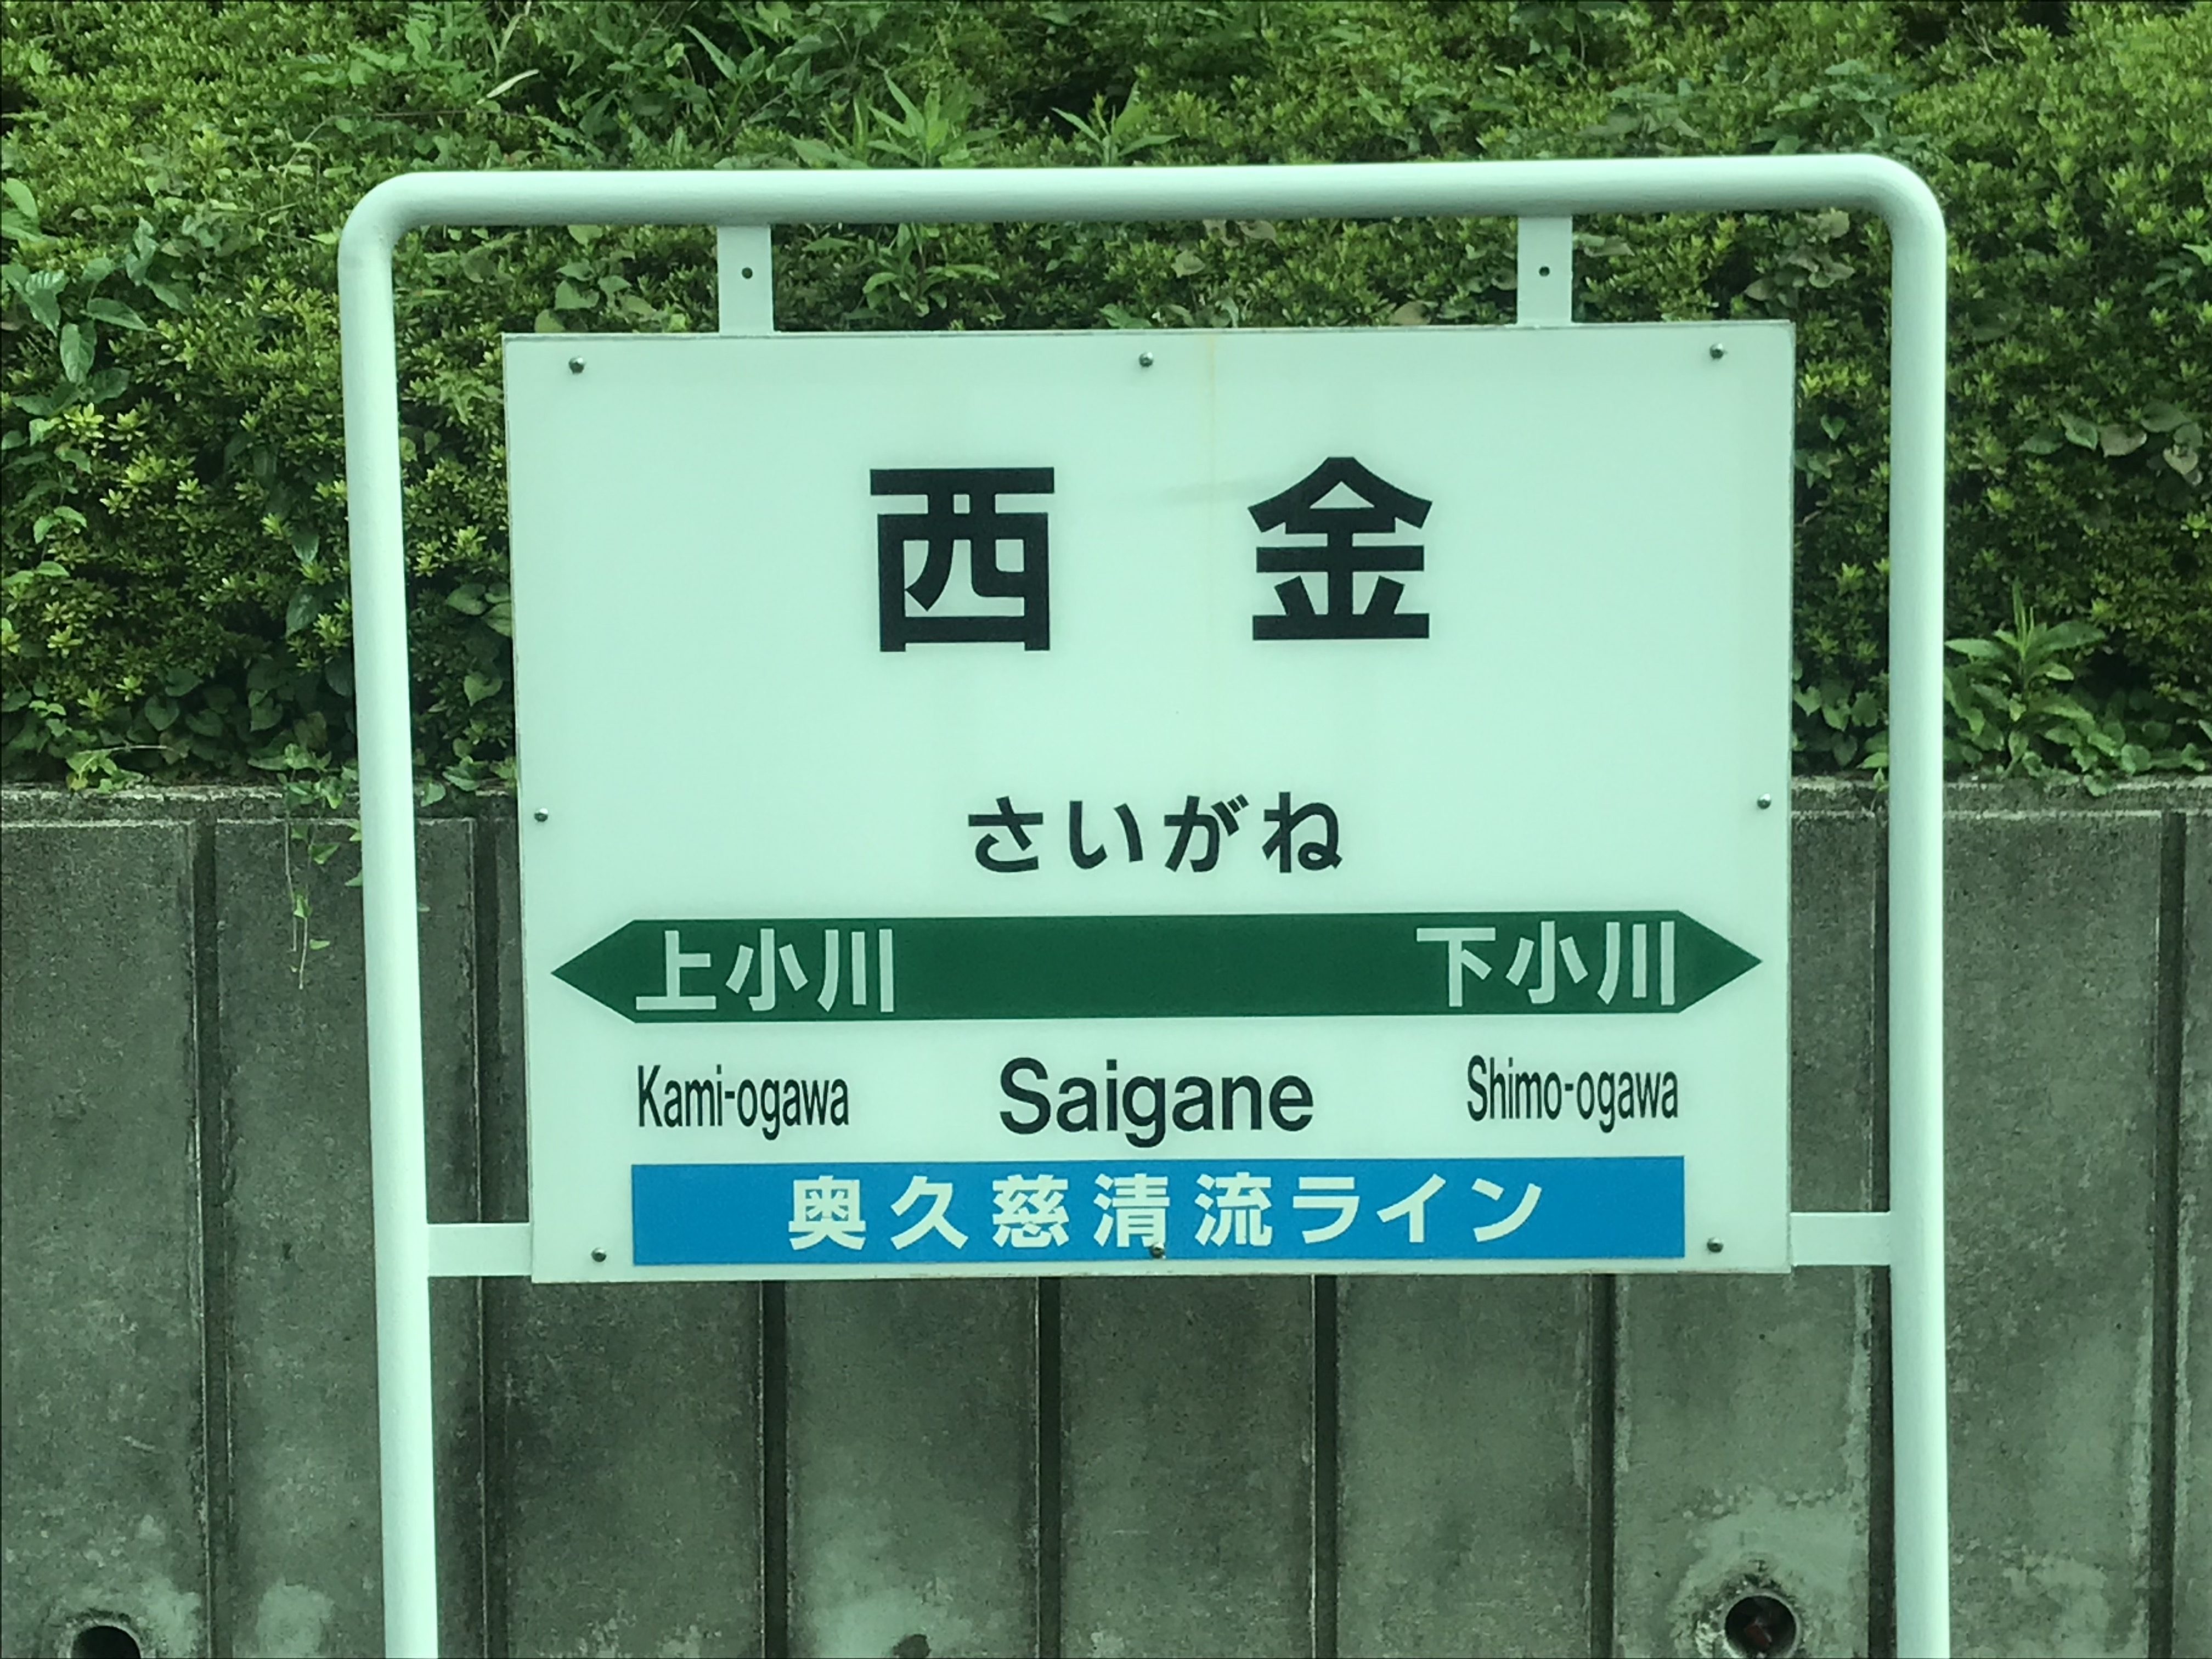 西金
さいがね
上小川 下小川
Kami-ogawa Saigane Shimo-ogawa
奥久慈清流ライン